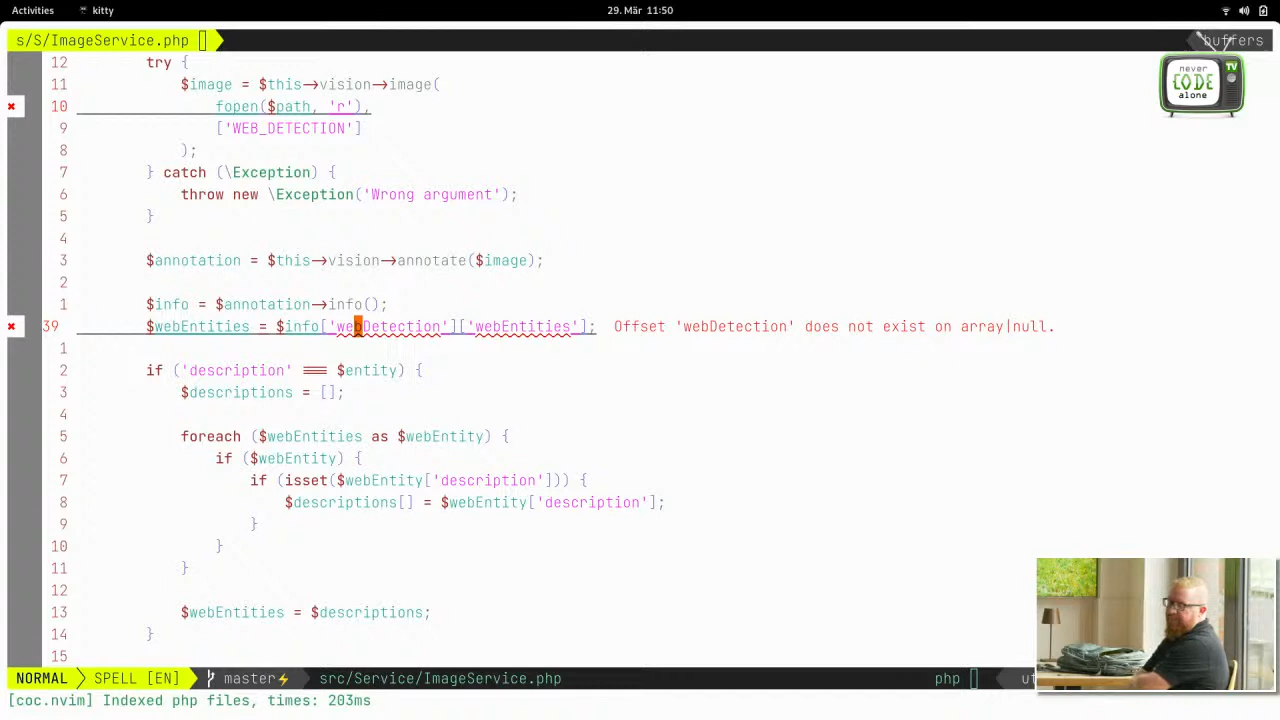 Activities kitty 29. Mär 11:50
s/S/ImageService.php buffers
never
CODE
alone
TV
12 try {
11 $image = $this->vision->image(
10 fopen($path, 'r'),
9 ['WEB_DETECTION']
8 );
7 } catch (\Exception) {
6 throw new \Exception('Wrong argument');
5 }
4
3 $annotation = $this->vision->annotate($image);
2
1 $info = $annotation->info();
39 $webEntities = $info['webDetection']['webEntities']; Offset 'webDetection' does not exist on array|null.
1
2 if ('description' === $entity) {
3 $descriptions = [];
4
5 foreach ($webEntities as $webEntity) {
6 if ($webEntity) {
7 if (isset($webEntity['description'])) {
8 $descriptions[] = $webEntity['description'];
9 }
10 }
11 }
12
13 $webEntities = $descriptions;
14 }
15
NORMAL SPELL [EN] master⚡ src/Service/ImageService.php php
[coc.nvim] Indexed php files, times: 203ms